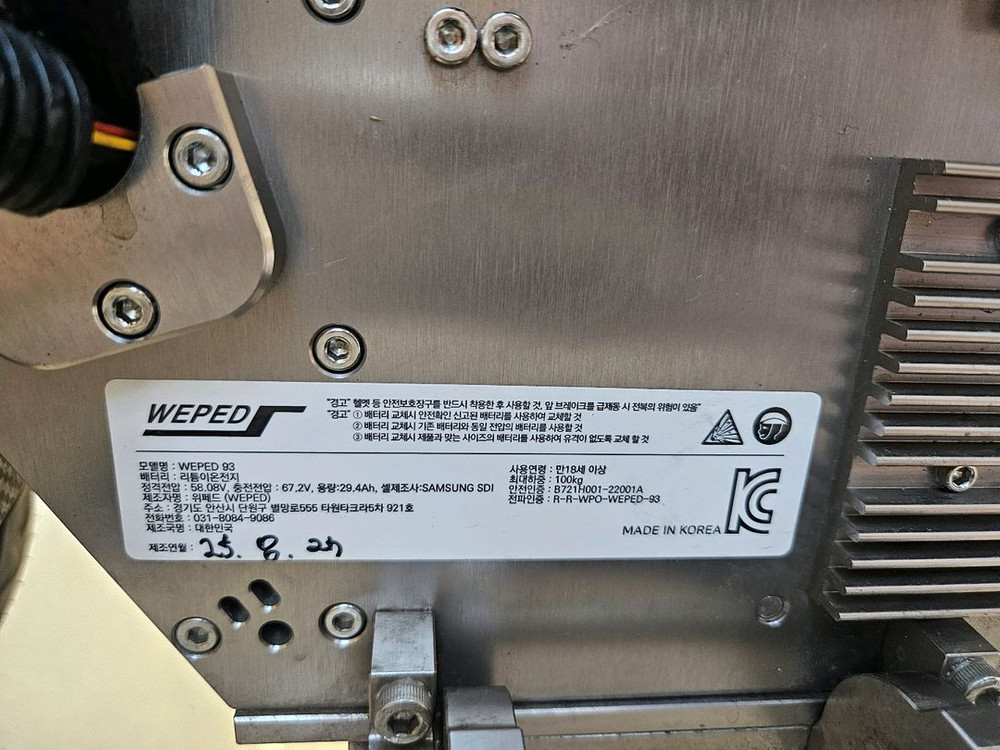 WEPED
"경고" 헬멧 등 안전보호장구를 반드시 착용한 후 사용할 것, 앞 브레이크를 급제동 시 전복의 위험이 있음"
"경고" ① 배터리 교체시 안전확인 신고된 배터리를 사용하여 교체할 것
② 배터리 교체시 기존 배터리와 동일 전압의 배터리를 사용할 것
③ 배터리 교체시 제품과 맞는 사이즈의 배터리를 사용하여 유격이 없도록 교체 할 것
모델명 : WEPED 93
배터리 : 리튬이온전지
정격전압 : 58.08V, 충전전압 : 67.2V, 용량:29.4Ah, 셀제조사:SAMSUNG SDI
제조자명 : 위페드 (WEPED)
주소 : 경기도 안산시 단원구 별망로555 타원타크라5차 921호
전화번호 : 031-8084-9086
제조국명 : 대한민국
제조연월 : 25. 8. 25
사용연령 : 만18세 이상
최대하중 : 100kg
안전인증 : B721H001-22001A
전파인증 : R-R-WPO-WEPED-93
MADE IN KOREA